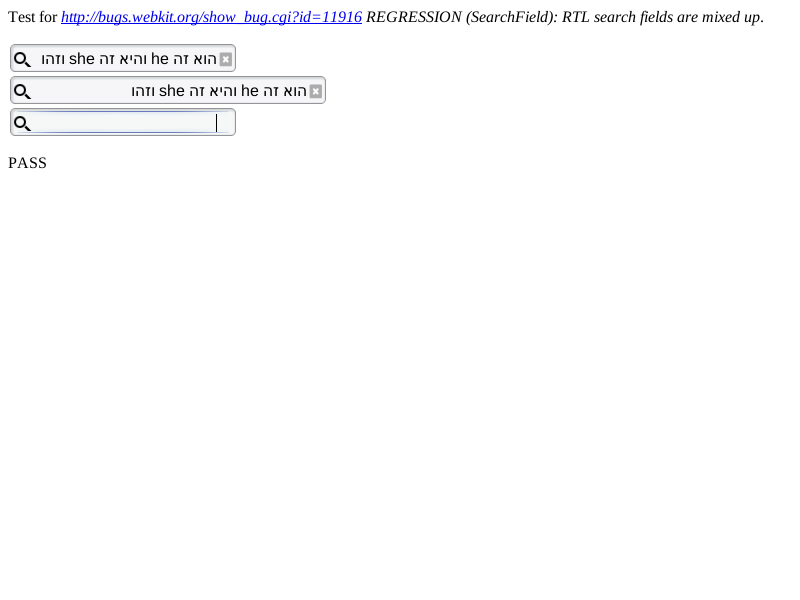 Test for http://bugs.webkit.org/show_bug.cgi?id=11916 REGRESSION (SearchField): RTL search fields are mixed up.
הוא זה he והיא זה she וזהו
הוא זה he והיא זה she וזהו
PASS